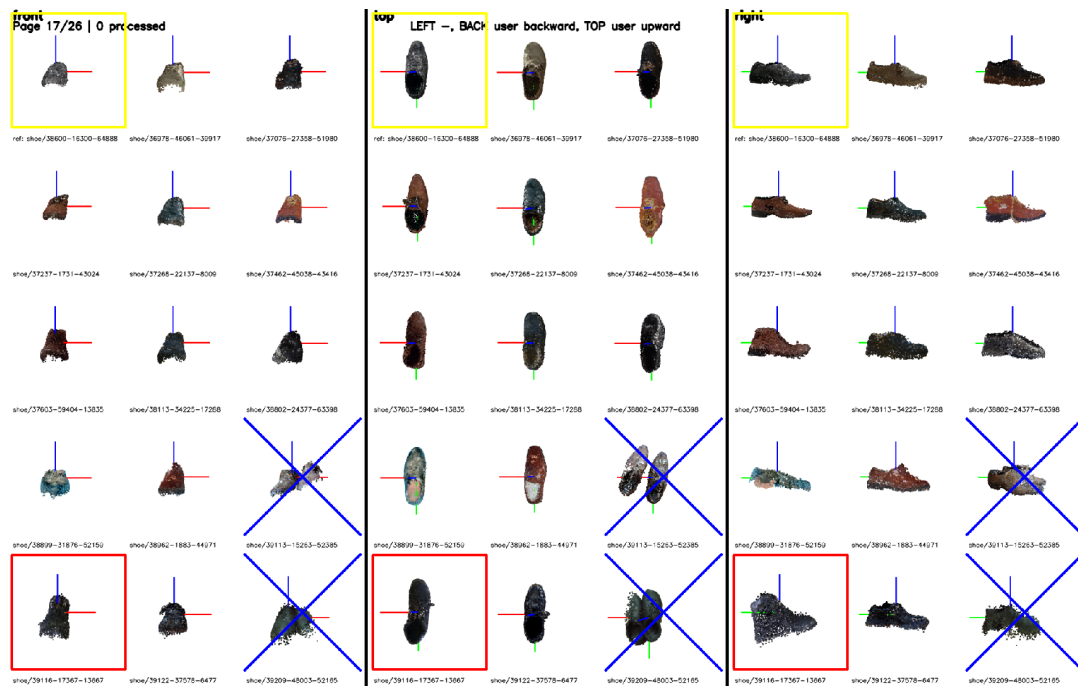 front
Page 17/26 | 0 processed
top
LEFT -, BACK user backward, TOP user upward
right
ref: shoe/38600-16300-64888
shoe/36978-46061-39917
shoe/37076-27358-51980
ref: shoe/38600-16300-64888
shoe/36978-46061-39917
shoe/37076-27358-51980
ref: shoe/38600-16300-64888
shoe/36978-46061-39917
shoe/37076-27358-51980
shoe/37237-1731-43024
shoe/37268-22137-8009
shoe/37462-45038-43416
shoe/37237-1731-43024
shoe/37268-22137-8009
shoe/37462-45038-43416
shoe/37237-1731-43024
shoe/37268-22137-8009
shoe/37462-45038-43416
shoe/37603-59404-13835
shoe/38113-34225-17268
shoe/38802-24377-63398
shoe/37603-59404-13835
shoe/38113-34225-17268
shoe/38802-24377-63398
shoe/37603-59404-13835
shoe/38113-34225-17268
shoe/38802-24377-63398
shoe/38899-31876-52159
shoe/38962-1883-44971
shoe/39113-15263-52385
shoe/38899-31876-52159
shoe/38962-1883-44971
shoe/39113-15263-52385
shoe/38899-31876-52159
shoe/38962-1883-44971
shoe/39113-15263-52385
shoe/39116-17367-13867
shoe/39122-37578-6477
shoe/39209-48003-52165
shoe/39116-17367-13867
shoe/39122-37578-6477
shoe/39209-48003-52165
shoe/39116-17367-13867
shoe/39122-37578-6477
shoe/39209-48003-52165